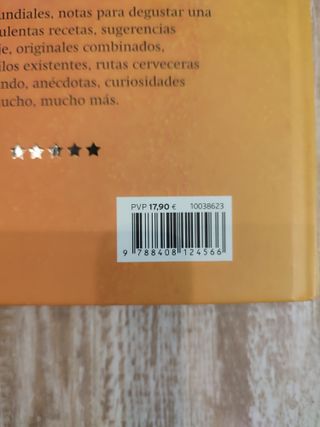 undiales, notas para degustar una
ulentas recetas, sugerencias
je, originales combinados,
ilos existentes, rutas cerveceras
ndo, anécdotas, curiosidades
ucho, mucho más.
PVP 17,90 € 10038623
9 788408 124566